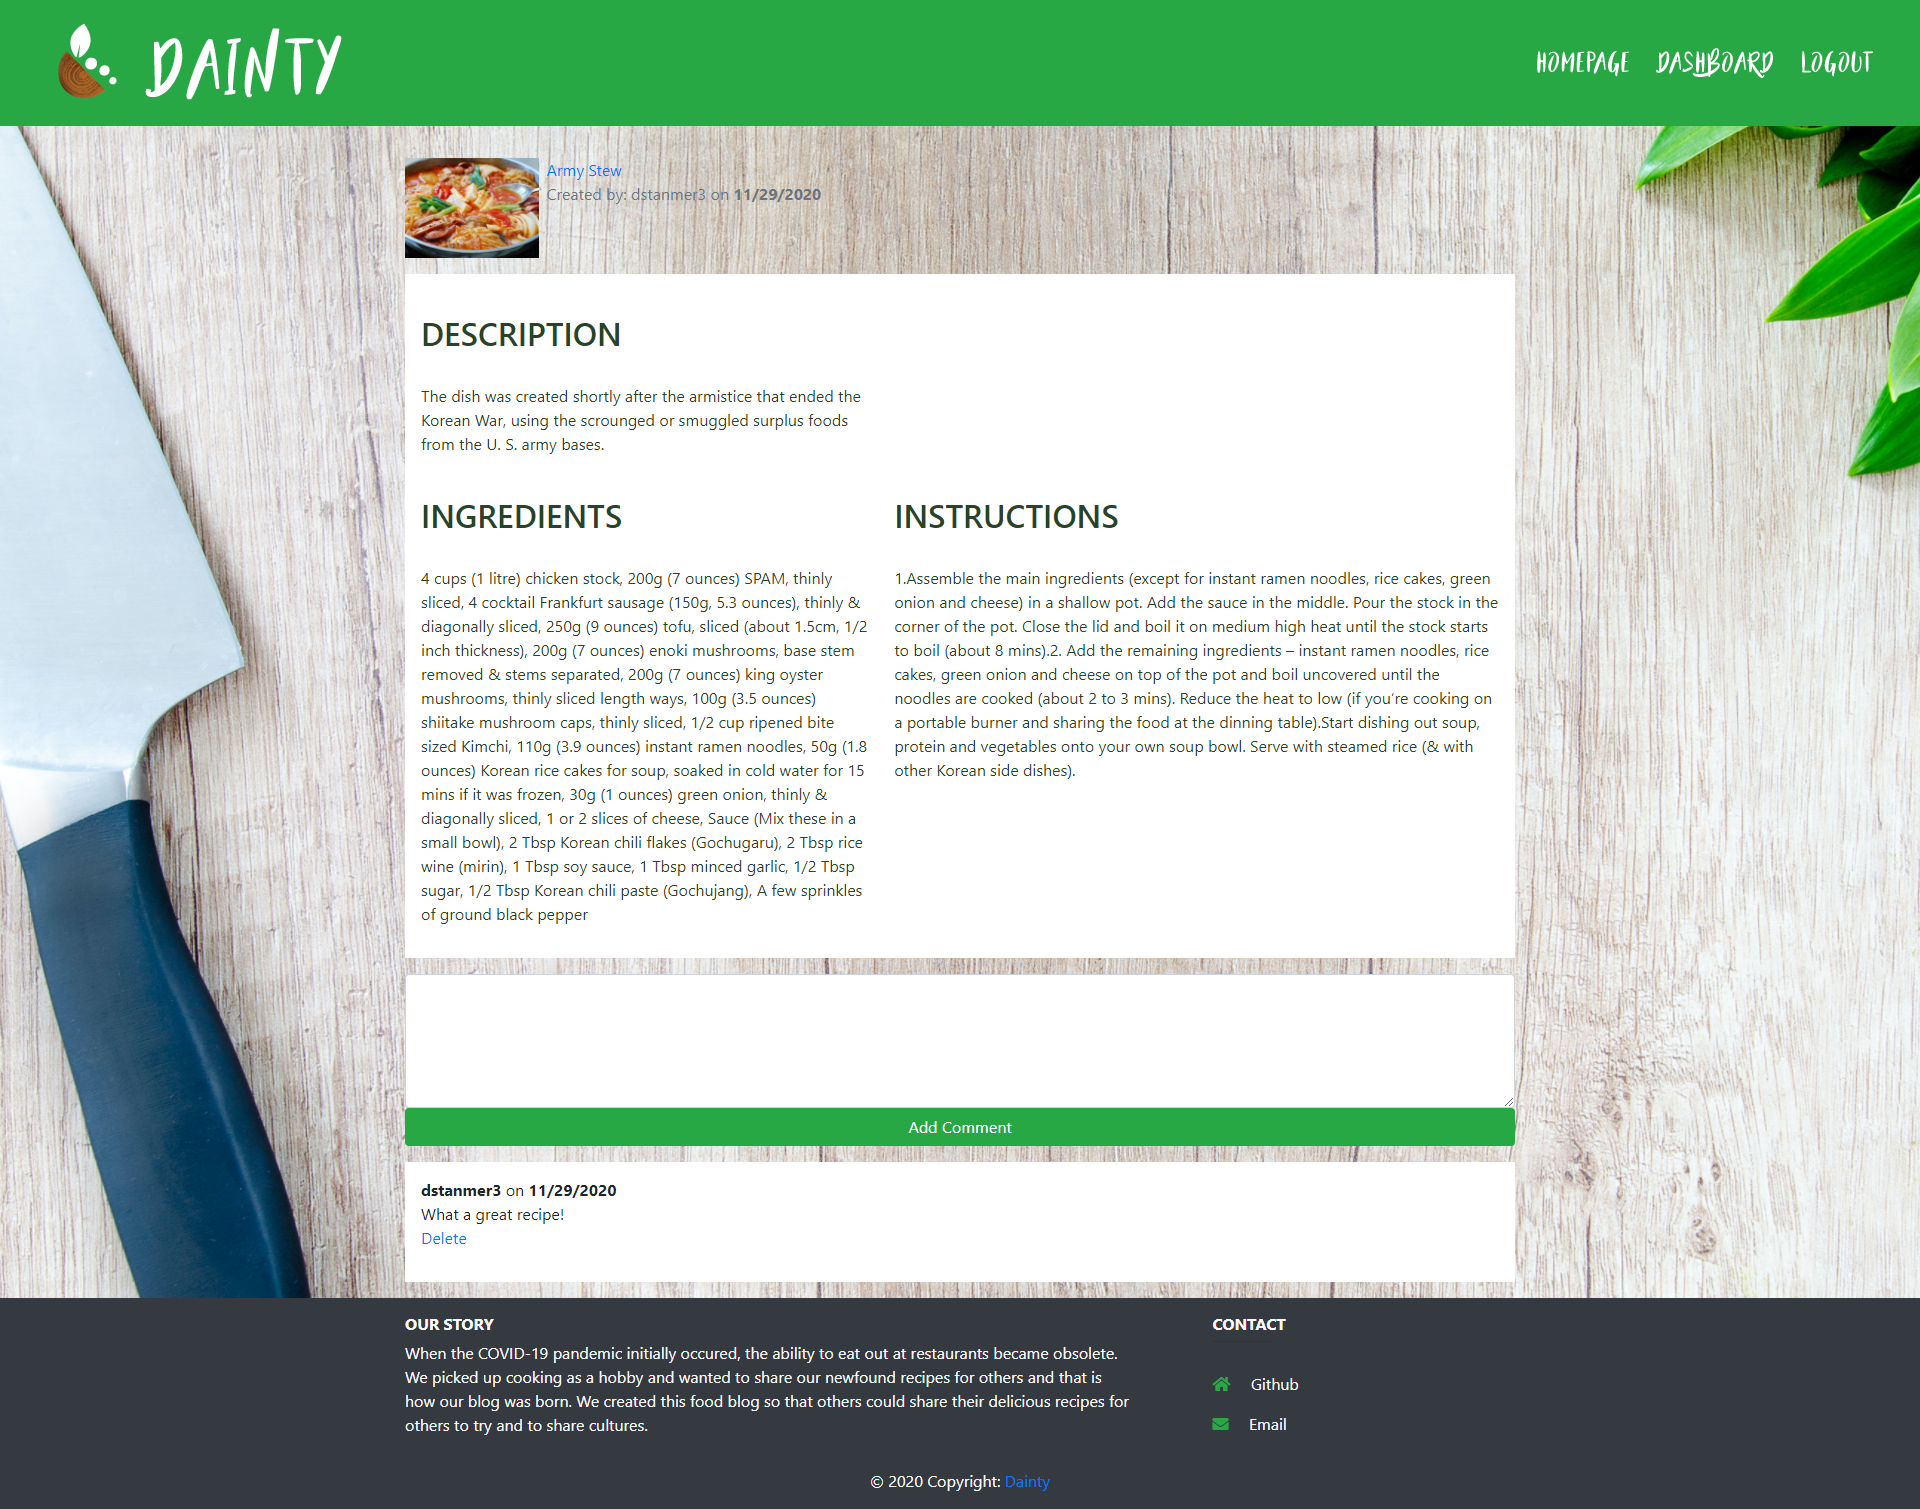 DAINTY
HOMEPAGE DASHBOARD LOGOUT
Army Stew
Created by: dstanmer3 on 11/29/2020
DESCRIPTION
The dish was created shortly after the armistice that ended the
Korean War, using the scrounged or smuggled surplus foods
from the U. S. army bases.
INGREDIENTS
4 cups (1 litre) chicken stock, 200g (7 ounces) SPAM, thinly
sliced, 4 cocktail Frankfurt sausage (150g, 5.3 ounces), thinly &
diagonally sliced, 250g (9 ounces) tofu, sliced (about 1.5cm, 1/2
inch thickness), 200g (7 ounces) enoki mushrooms, base stem
removed & stems separated, 200g (7 ounces) king oyster
mushrooms, thinly sliced length ways, 100g (3.5 ounces)
shiitake mushroom caps, thinly sliced, 1/2 cup ripened bite
sized Kimchi, 110g (3.9 ounces) instant ramen noodles, 50g (1.8
ounces) Korean rice cakes for soup, soaked in cold water for 15
mins if it was frozen, 30g (1 ounces) green onion, thinly &
diagonally sliced, 1 or 2 slices of cheese, Sauce (Mix these in a
small bowl), 2 Tbsp Korean chili flakes (Gochugaru), 2 Tbsp rice
wine (mirin), 1 Tbsp soy sauce, 1 Tbsp minced garlic, 1/2 Tbsp
sugar, 1/2 Tbsp Korean chili paste (Gochujang), A few sprinkles
of ground black pepper
INSTRUCTIONS
1.Assemble the main ingredients (except for instant ramen noodles, rice cakes, green
onion and cheese) in a shallow pot. Add the sauce in the middle. Pour the stock in the
corner of the pot. Close the lid and boil it on medium high heat until the stock starts
to boil (about 8 mins).2. Add the remaining ingredients – instant ramen noodles, rice
cakes, green onion and cheese on top of the pot and boil uncovered until the
noodles are cooked (about 2 to 3 mins). Reduce the heat to low (if you’re cooking on
a portable burner and sharing the food at the dinning table).Start dishing out soup,
protein and vegetables onto your own soup bowl. Serve with steamed rice (& with
other Korean side dishes).
Add Comment
dstanmer3 on 11/29/2020
What a great recipe!
Delete
OUR STORY
When the COVID-19 pandemic initially occured, the ability to eat out at restaurants became obsolete.
We picked up cooking as a hobby and wanted to share our newfound recipes for others and that is
how our blog was born. We created this food blog so that others could share their delicious recipes for
others to try and to share cultures.
CONTACT
Github
Email
© 2020 Copyright: Dainty